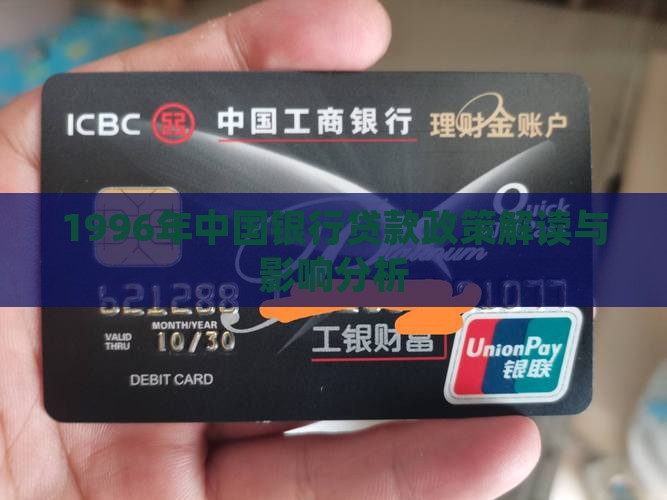 ICBC 中国工商银行 理财金账户
Quick
Platinum
1996年中国银行贷款政策解读与
影响分析
621288
VALID THRU
MONTH/YEAR
10/30
工银财富
DEBIT CARD
UnionPay
银联